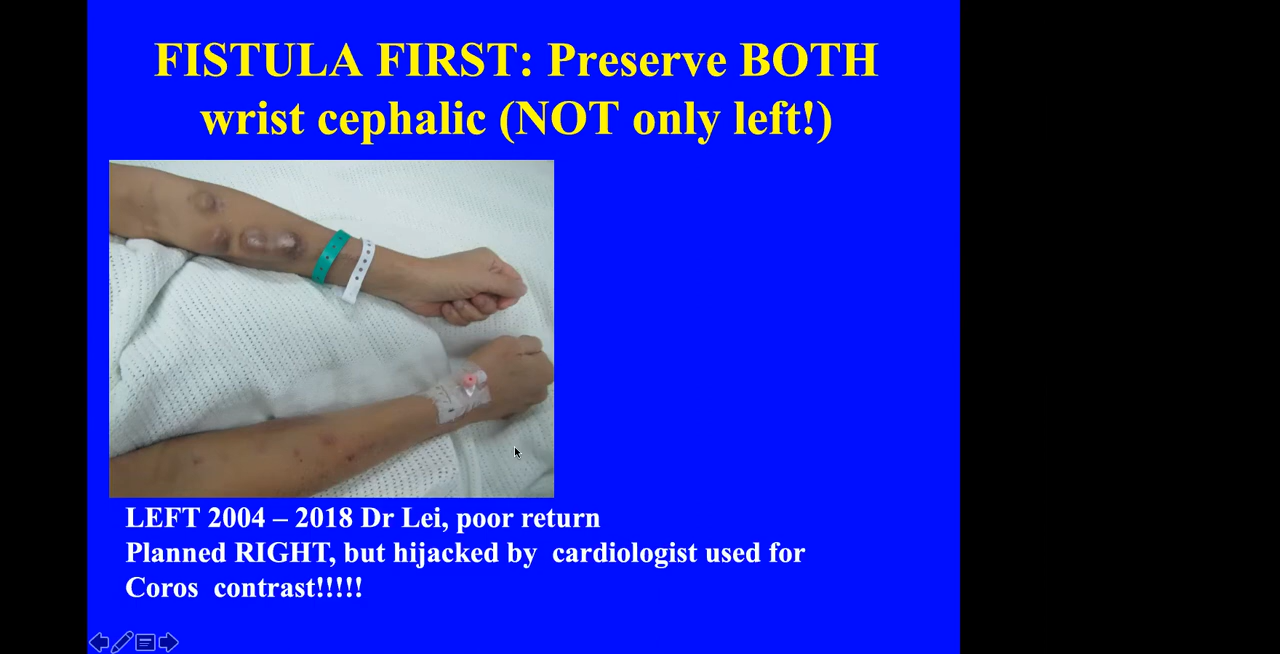 FISTULA FIRST: Preserve BOTH
wrist cephalic (NOT only left!)
LEFT 2004 – 2018 Dr Lei, poor return
Planned RIGHT, but hijacked by  cardiologist used for
Coros  contrast!!!!!